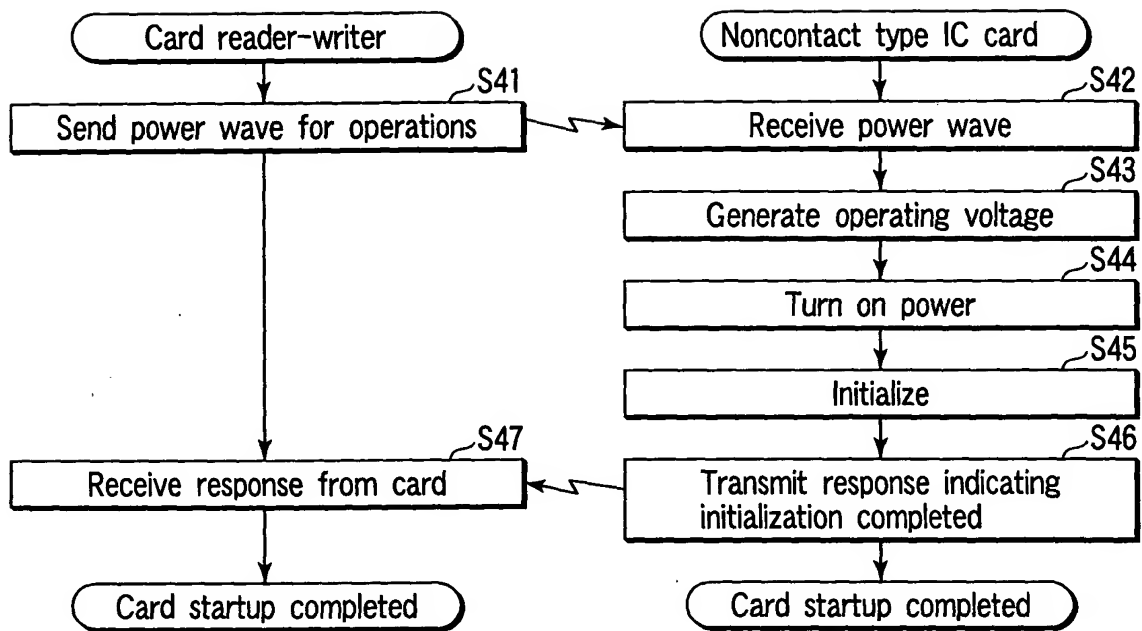 Card reader-writer
Noncontact type IC card
S41
Send power wave for operations
S42
Receive power wave
S43
Generate operating voltage
S44
Turn on power
S45
Initialize
S47
Receive response from card
S46
Transmit response indicating
initialization completed
Card startup completed
Card startup completed